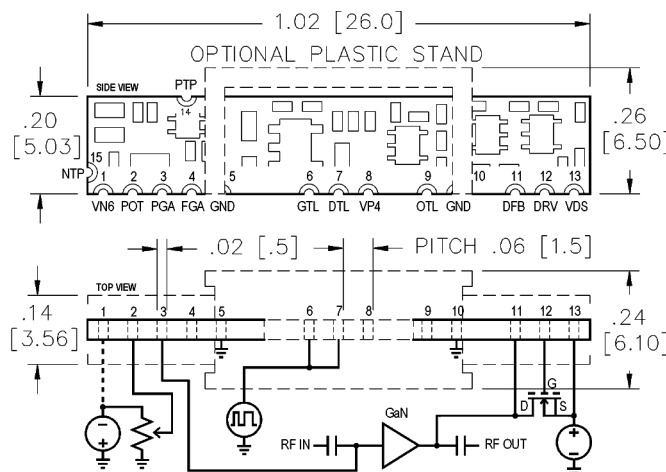 1.02 [26.0]
OPTIONAL PLASTIC STAND
SIDE VIEW
PTP
14
.20
[5.03]
.26
[6.50]
15
NTP
1 2 3 4 5 6 7 8 9 10 11 12 13
VN6 POT PGA FGA GND GTL DTL VP4 OTL GND DFB DRV VDS
.02 [.5]
PITCH .06 [1.5]
TOP VIEW
.14
[3.56]
1 2 3 4 5 6 7 8 9 10 11 12 13
.24
[6.10]
G
D S
GaN
RF IN
RF OUT